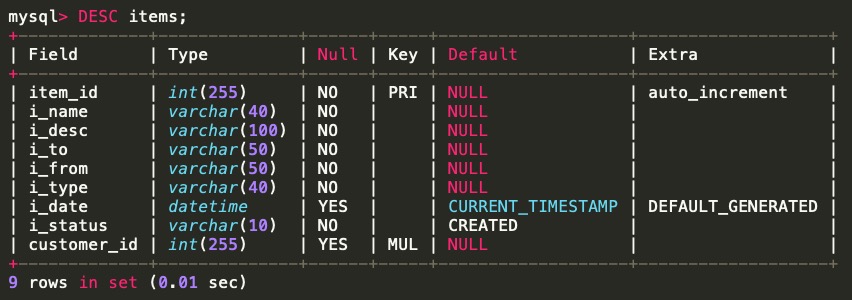 mysql> DESC items;
+-------------+--------------+------+-----+-------------------+-------------------+
| Field       | Type         | Null | Key | Default           | Extra             |
+-------------+--------------+------+-----+-------------------+-------------------+
| item_id     | int(255)     | NO   | PRI | NULL              | auto_increment    |
| i_name      | varchar(40)  | NO   |     | NULL              |                   |
| i_desc      | varchar(100) | NO   |     | NULL              |                   |
| i_to        | varchar(50)  | NO   |     | NULL              |                   |
| i_from      | varchar(50)  | NO   |     | NULL              |                   |
| i_type      | varchar(40)  | NO   |     | NULL              |                   |
| i_date      | datetime     | YES  |     | CURRENT_TIMESTAMP | DEFAULT_GENERATED |
| i_status    | varchar(10)  | NO   |     | CREATED           |                   |
| customer_id | int(255)     | YES  | MUL | NULL              |                   |
+-------------+--------------+------+-----+-------------------+-------------------+
9 rows in set (0.01 sec)